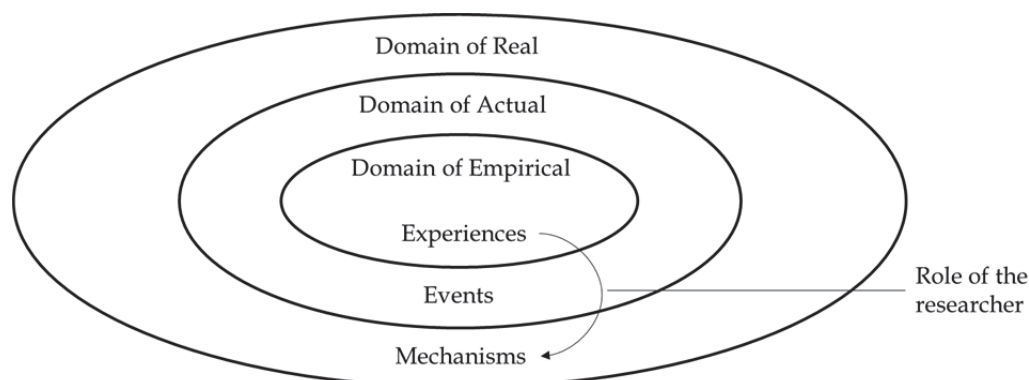 Domain of Real
Domain of Actual
Domain of Empirical
Experiences
Events
Mechanisms
Role of the
researcher